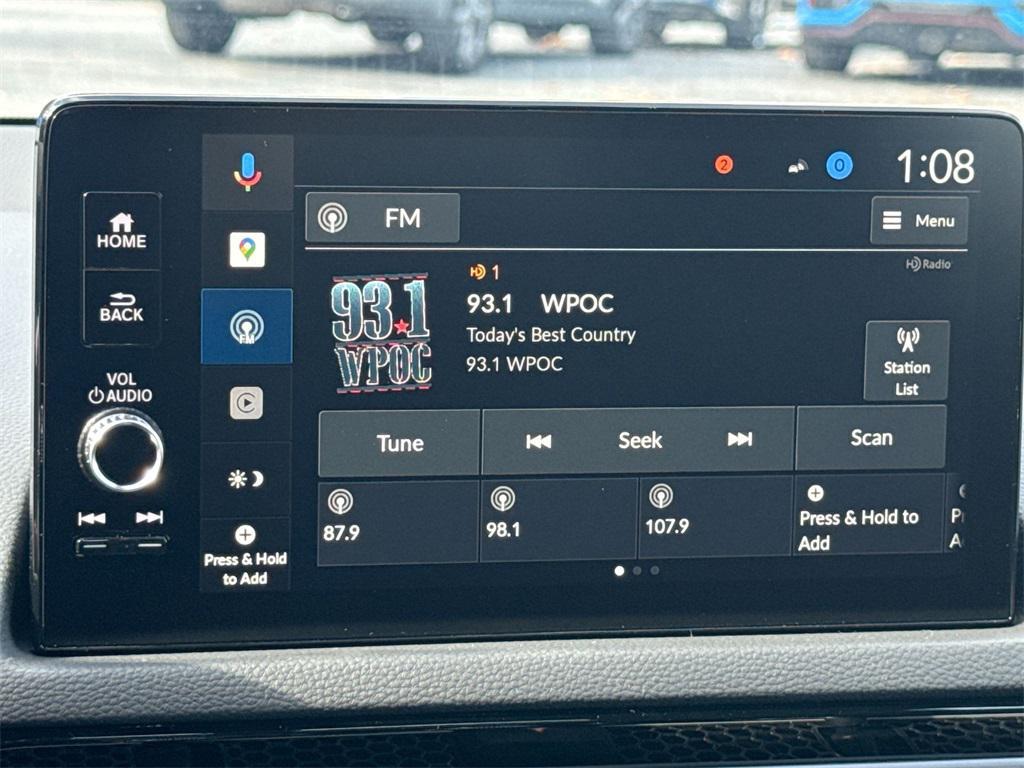 2
0
1:08
HOME
BACK
VOL
AUDIO
FM
Menu
HD Radio
HD 1
93.1 WPOC
Today's Best Country
93.1 WPOC
93.1
WPOC
FM
Station
List
Tune
Seek
Scan
87.9
98.1
107.9
Press & Hold to
Add
Press & Hold
to Add